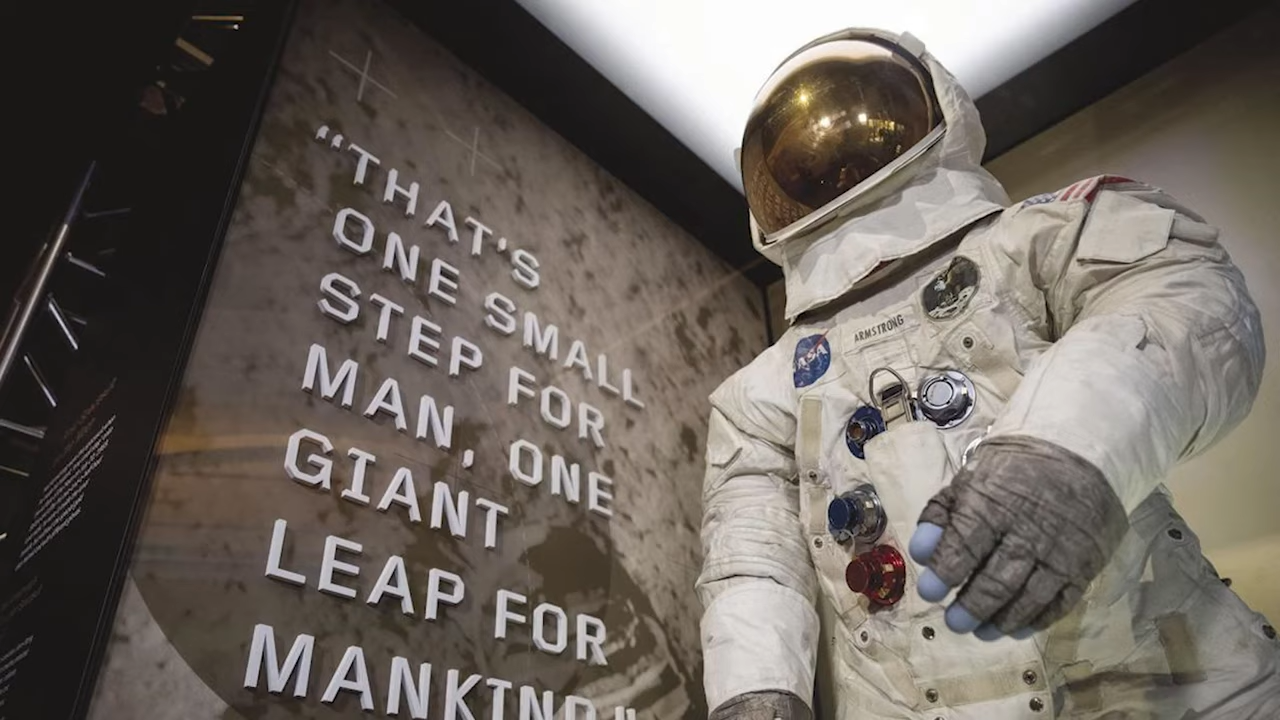 “THAT'S
ONE SMALL
STEP FOR
MAN, ONE
GIANT
LEAP FOR
MANKIND."
ARMSTRONG
NASA